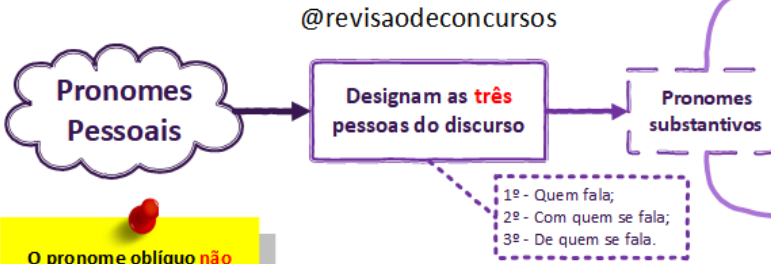 @revisaodeconcursos
Pronomes
Pessoais
Designam as três
pessoas do discurso
Pronomes
substantivos
1º - Quem fala;
2º - Com quem se fala;
3º - De quem se fala.
O pronome oblíquo não